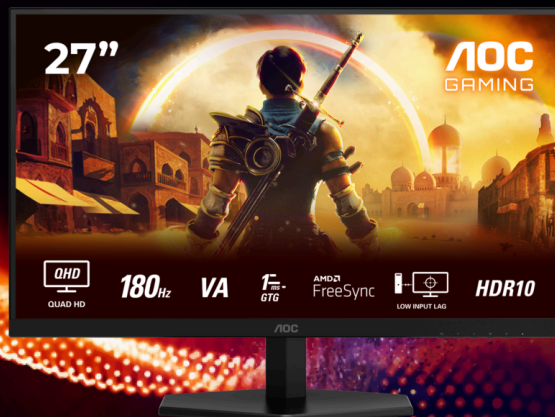 27”
AOC
GAMING
QHD
QUAD HD
180Hz
VA
1ms
GTG
AMD
FreeSync
LOW INPUT LAG
HDR10
AOC